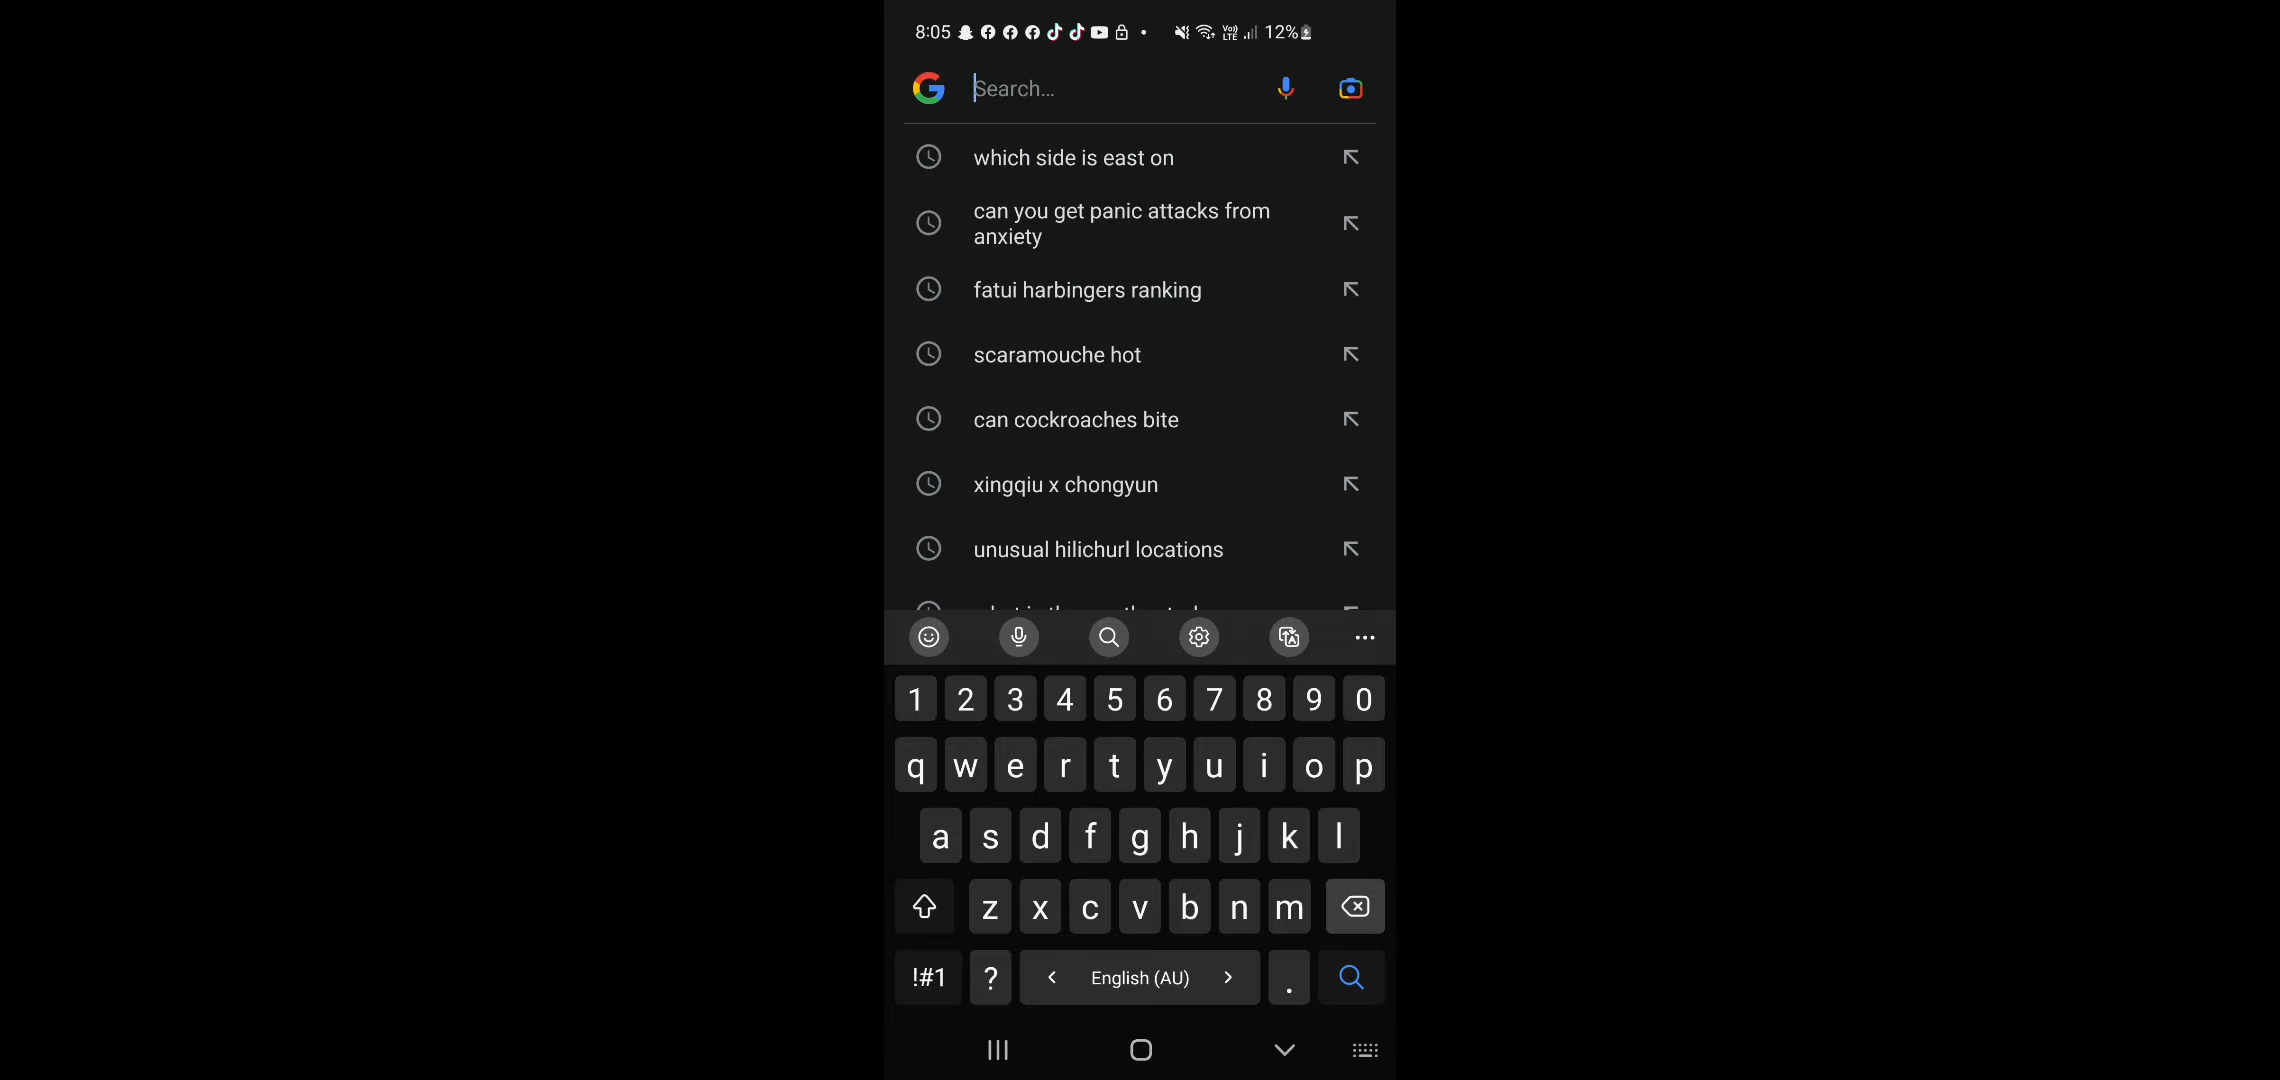 8:05 12%
Search...
which side is east on
can you get panic attacks from
anxiety
fatui harbingers ranking
scaramouche hot
can cockroaches bite
xingqiu x chongyun
unusual hilichurl locations
1 2 3 4 5 6 7 8 9 0
q w e r t y u i o p
a s d f g h j k l
z x c v b n m
!#1 ? < English (AU) > .